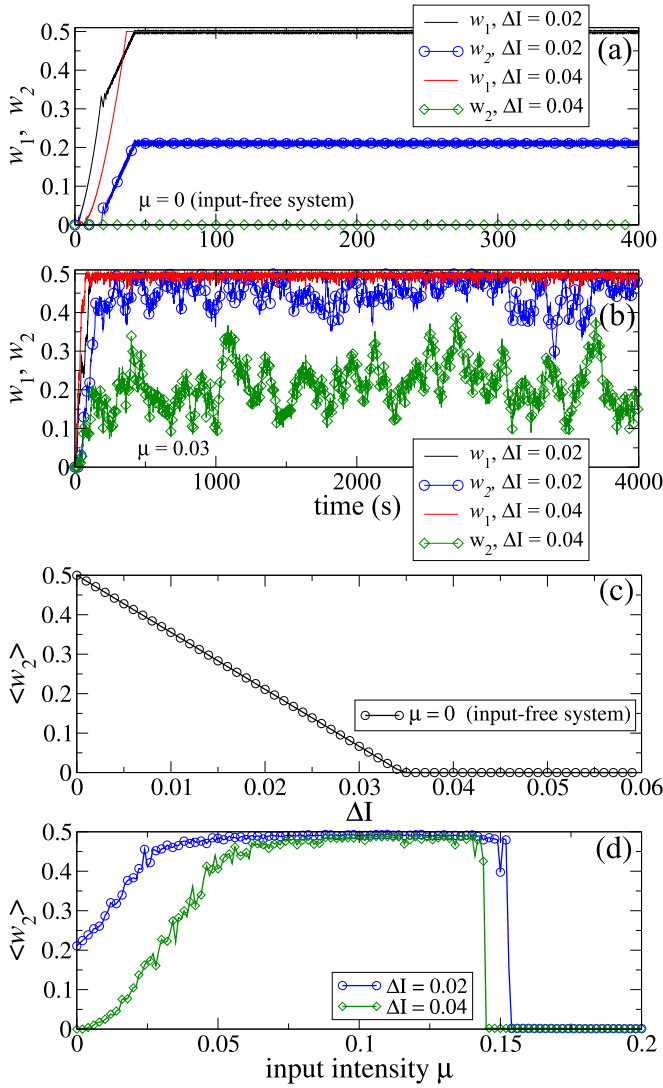 (a)
w₁, ΔI = 0.02
w₂, ΔI = 0.02
w₁, ΔI = 0.04
w₂, ΔI = 0.04
μ = 0 (input-free system)
w₁, w₂
0.5
0.4
0.3
0.2
0.1
0
0 100 200 300 400
(b)
μ = 0.03
w₁, w₂
0.5
0.4
0.3
0.2
0.1
0
0 1000 2000 3000 4000
time (s)
w₁, ΔI = 0.02
w₂, ΔI = 0.02
w₁, ΔI = 0.04
w₂, ΔI = 0.04
(c)
<w₂>
0.5
0.4
0.3
0.2
0.1
0
μ = 0 (input-free system)
0 0.01 0.02 0.03 0.04 0.05 0.06
ΔI
(d)
<w₂>
0.5
0.4
0.3
0.2
0.1
0
ΔI = 0.02
ΔI = 0.04
0 0.05 0.1 0.15 0.2
input intensity μ